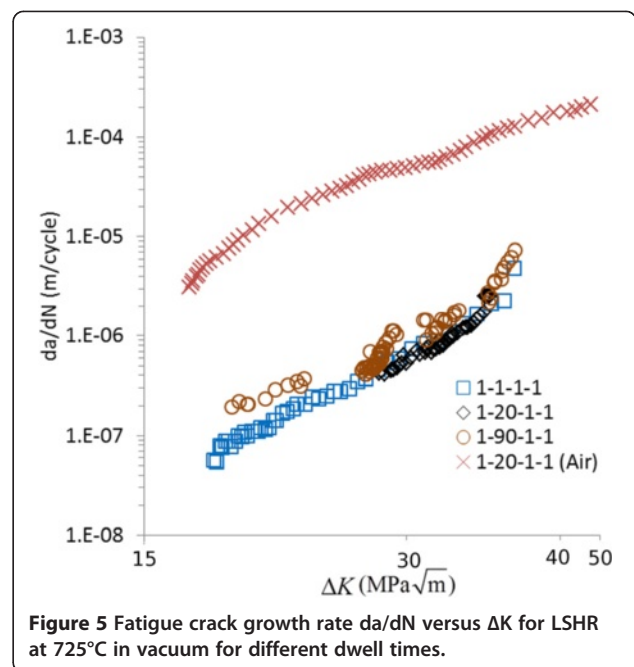 1.E-03
1.E-04
1.E-05
1.E-06
1.E-07
1.E-08
da/dN (m/cycle)
1-1-1-1
1-20-1-1
1-90-1-1
1-20-1-1 (Air)
15
30
40
50
ΔK (MPa√m)
Figure 5 Fatigue crack growth rate da/dN versus ΔK for LSHR
at 725°C in vacuum for different dwell times.